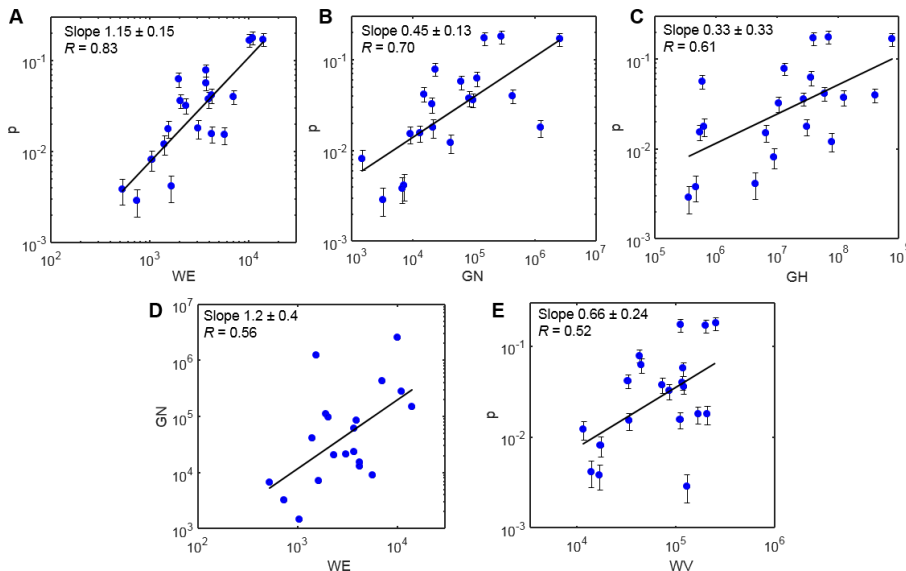 A
Slope 1.15 ± 0.15
R = 0.83
10^-1
10^-2
10^-3
p
10^2
10^3
10^4
WE
B
Slope 0.45 ± 0.13
R = 0.70
10^-1
10^-2
10^-3
p
10^3
10^4
10^5
10^6
10^7
GN
C
Slope 0.33 ± 0.33
R = 0.61
10^-1
10^-2
10^-3
p
10^5
10^6
10^7
10^8
GH
D
Slope 1.2 ± 0.4
R = 0.56
10^7
10^6
10^5
10^4
10^3
GN
10^2
10^3
10^4
WE
E
Slope 0.66 ± 0.24
R = 0.52
10^-1
10^-2
10^-3
p
10^4
10^5
10^6
WV